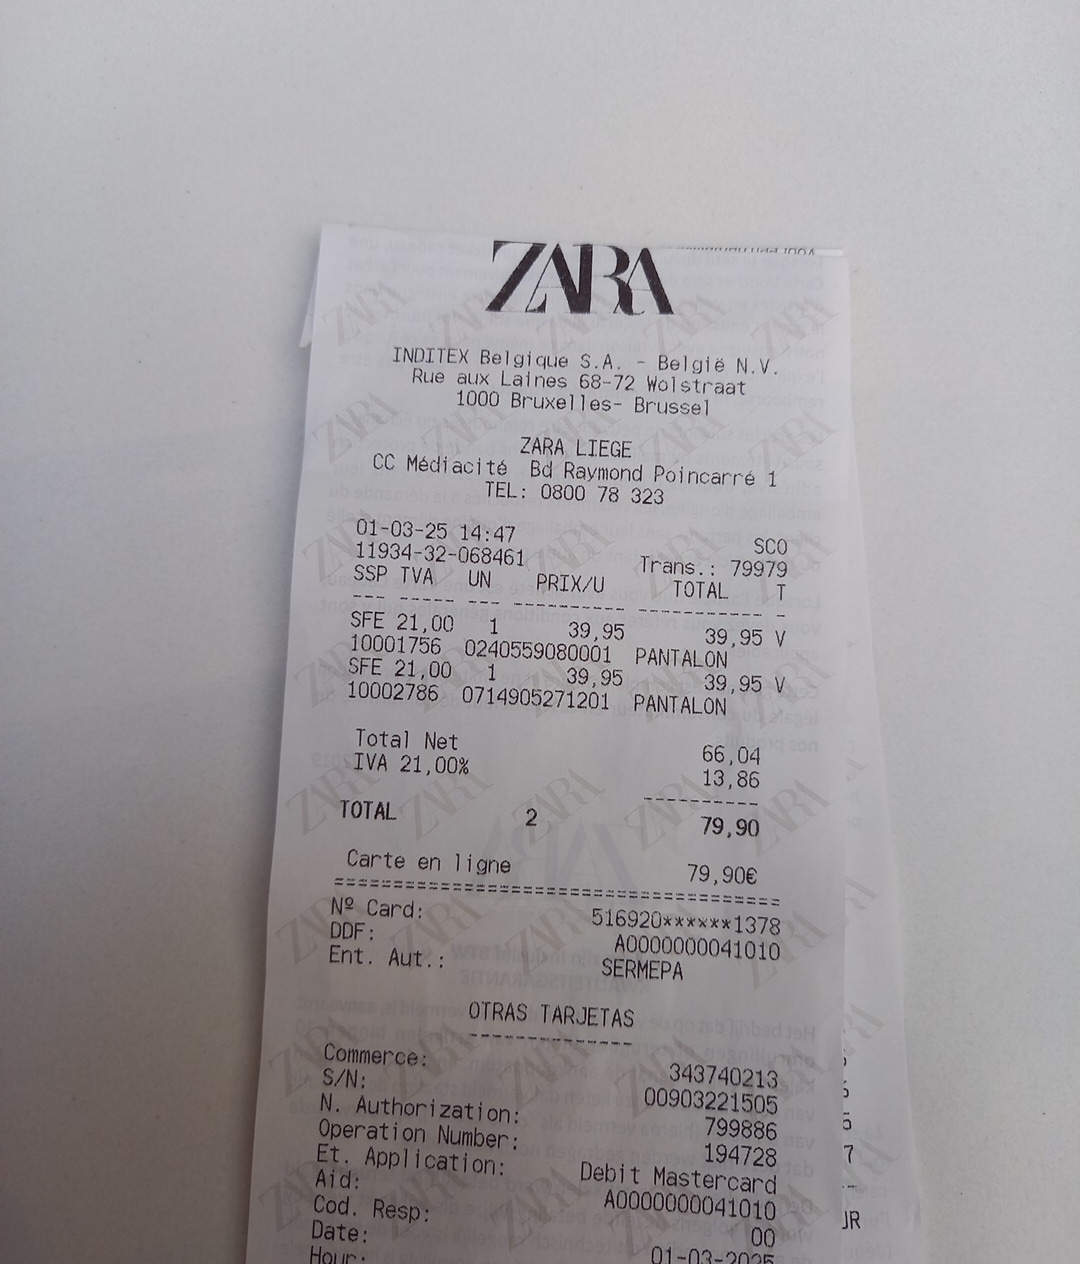 ZARA
INDITEX Belgique S.A. - België N.V.
Rue aux Laines 68-72 Wolstraat
1000 Bruxelles- Brussel
ZARA LIEGE
CC Médiacité Bd Raymond Poincarré 1
TEL: 0800 78 323
01-03-25 14:47 SCO
11934-32-068461 Trans.: 79979
SSP TVA UN PRIX/U TOTAL T
--- ----- --- ---------- ----------- -
SFE 21,00 1 39,95 39,95 V
10001756 0240559080001 PANTALON
SFE 21,00 1 39,95 39,95 V
10002786 0714905271201 PANTALON
Total Net 66,04
IVA 21,00% 13,86
----------
TOTAL 2 79,90
Carte en ligne 79,90€
======================================
Nº Card: 516920******1378
DDF: A0000000041010
Ent. Aut.: SERMEPA
OTRAS TARJETAS
--------------
Commerce: 343740213
S/N: 00903221505
N. Authorization: 799886
Operation Number: 194728
Et. Application: Debit Mastercard
Aid: A0000000041010
Cod. Resp: 00
Date: 01-03-2025
Hour: